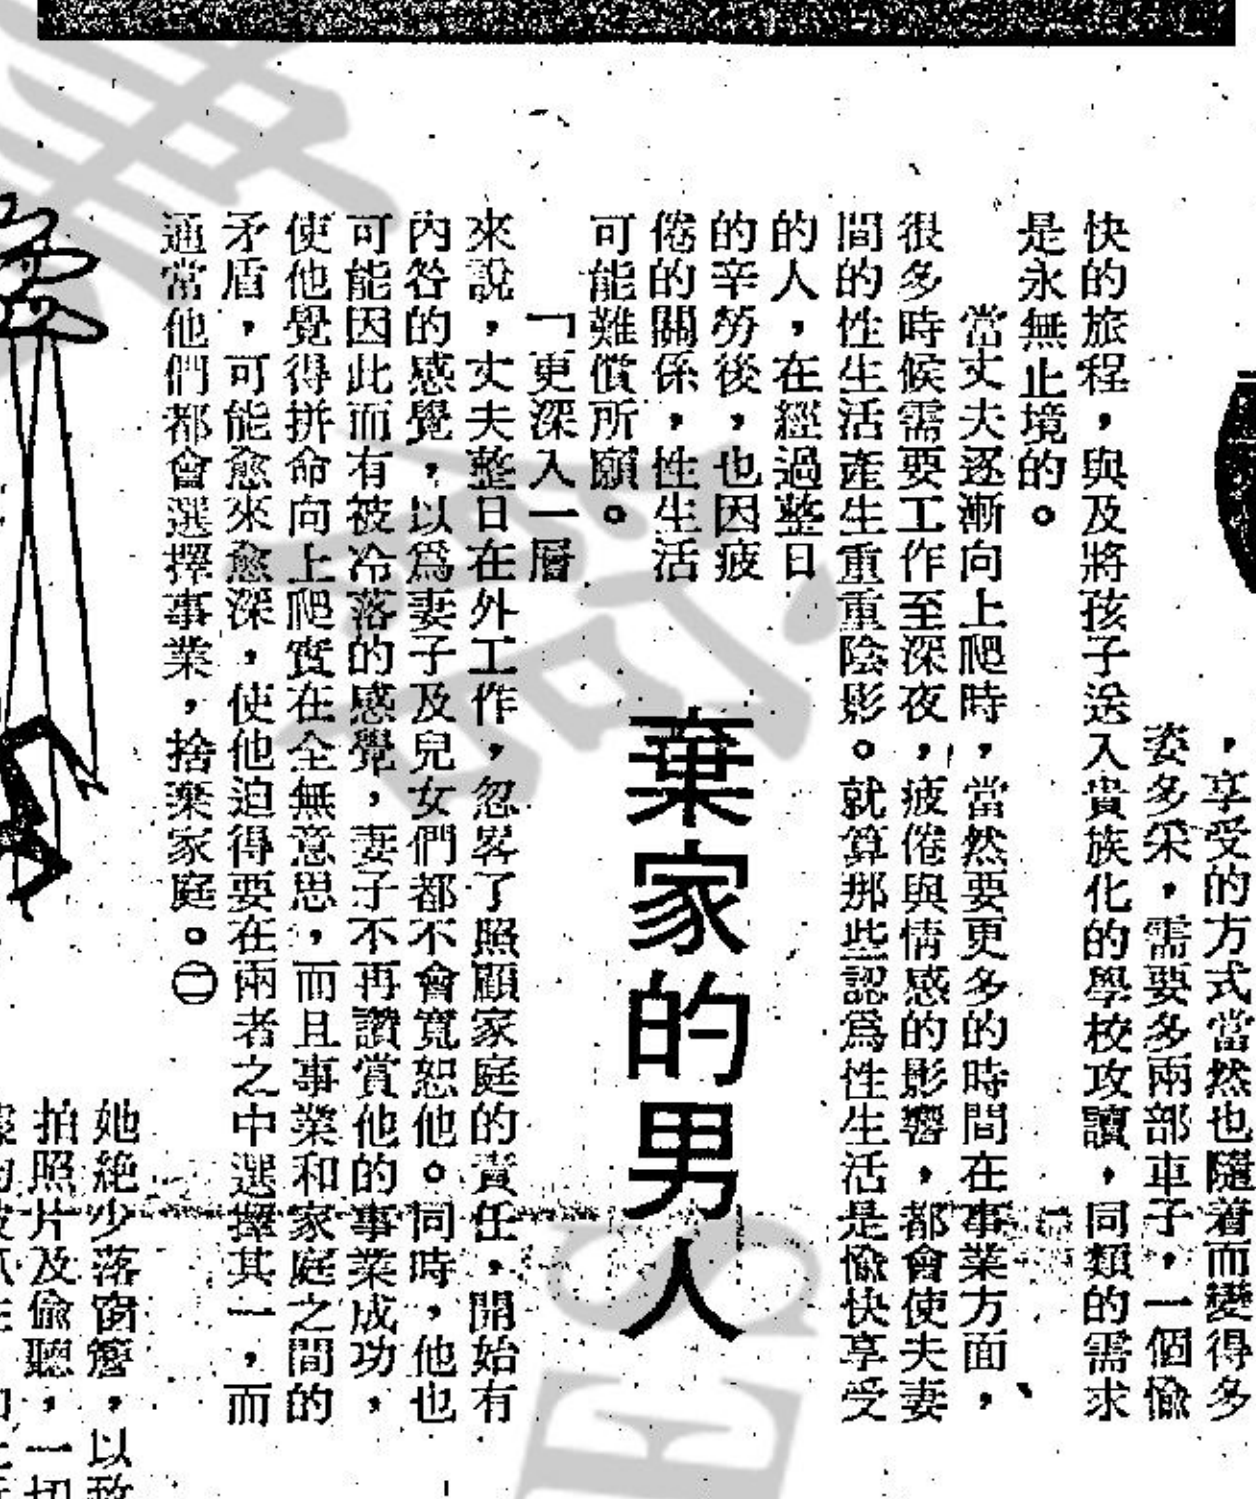 ，享受的方式當然也隨着而變得多
姿多采，需要多兩部車子，一個愉
快的旅程，與及將孩子送入貴族化的學校攻讀，同類的需求
是永無止境的。
當丈夫逐漸向上爬時，當然要更多的時間在事業方面，
很多時候需要工作至深夜，疲倦與情感的影響，都會使夫妻
間的性生活產生重重陰影。就算那些認爲性生活是愉快享受
的人，在經過整日
的辛勞後，也因疲
倦的關係，性生活
可能難償所願。
棄家的男人
「更深入一層
來說，丈夫整日在外工作，忽畧了照顧家庭的責任，開始有
內咎的感覺，以爲妻子及兒女們都不會寬恕他。同時，他也
可能因此而有被冷落的感覺，妻子不再讚賞他的事業成功，
使他覺得拼命向上爬實在全無意思，而且事業和家庭之間的
矛盾，可能愈來愈深，使他迫得要在兩者之中選擇其一，而
通常他們都會選擇事業，捨棄家庭。㊁
她絶少落窗簾，以致
拍照片及偷聽，一切